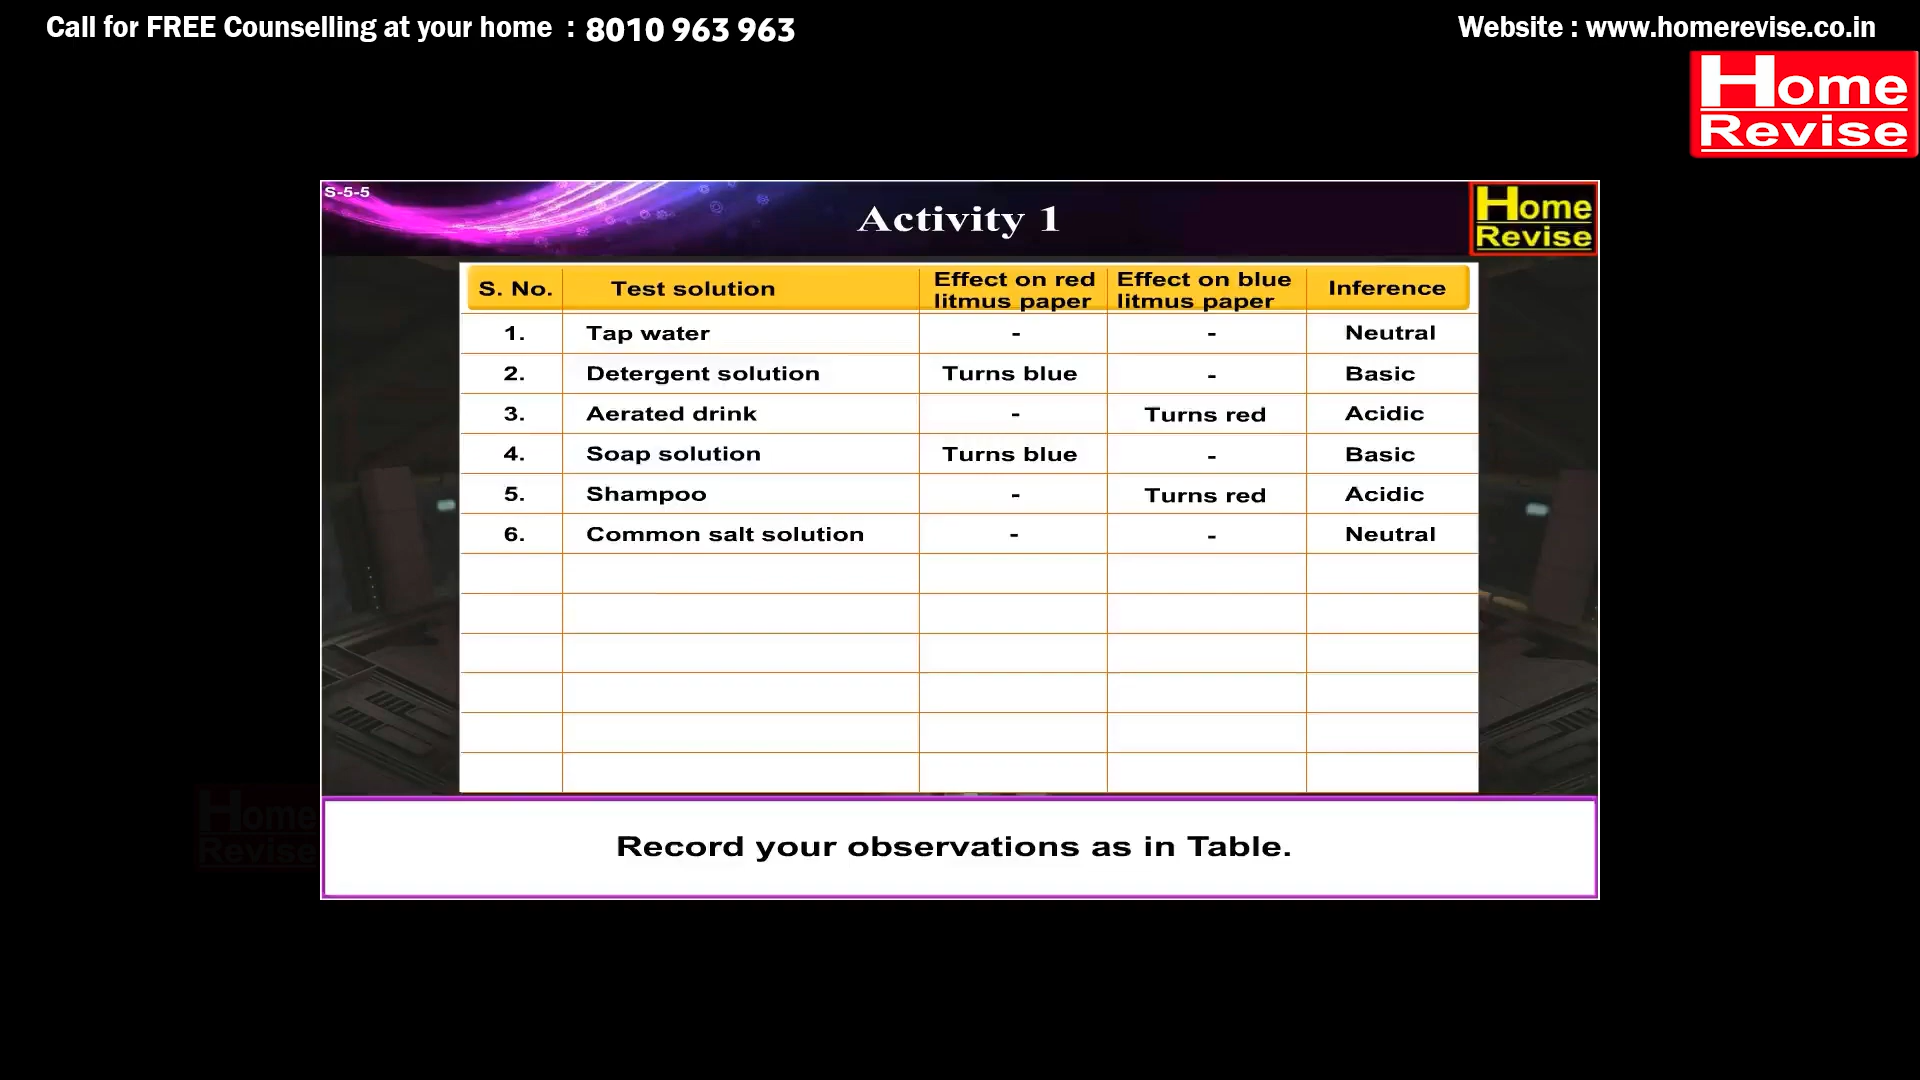 Call for FREE Counselling at your home : 8010 963 963
Website : www.homerevise.co.in
Home
Revise
S-5-5
Activity 1
Home
Revise
S. No. Test solution Effect on red litmus paper Effect on blue litmus paper Inference
1. Tap water - - Neutral
2. Detergent solution Turns blue - Basic
3. Aerated drink - Turns red Acidic
4. Soap solution Turns blue - Basic
5. Shampoo - Turns red Acidic
6. Common salt solution - - Neutral
Home
Revise
Record your observations as in Table.